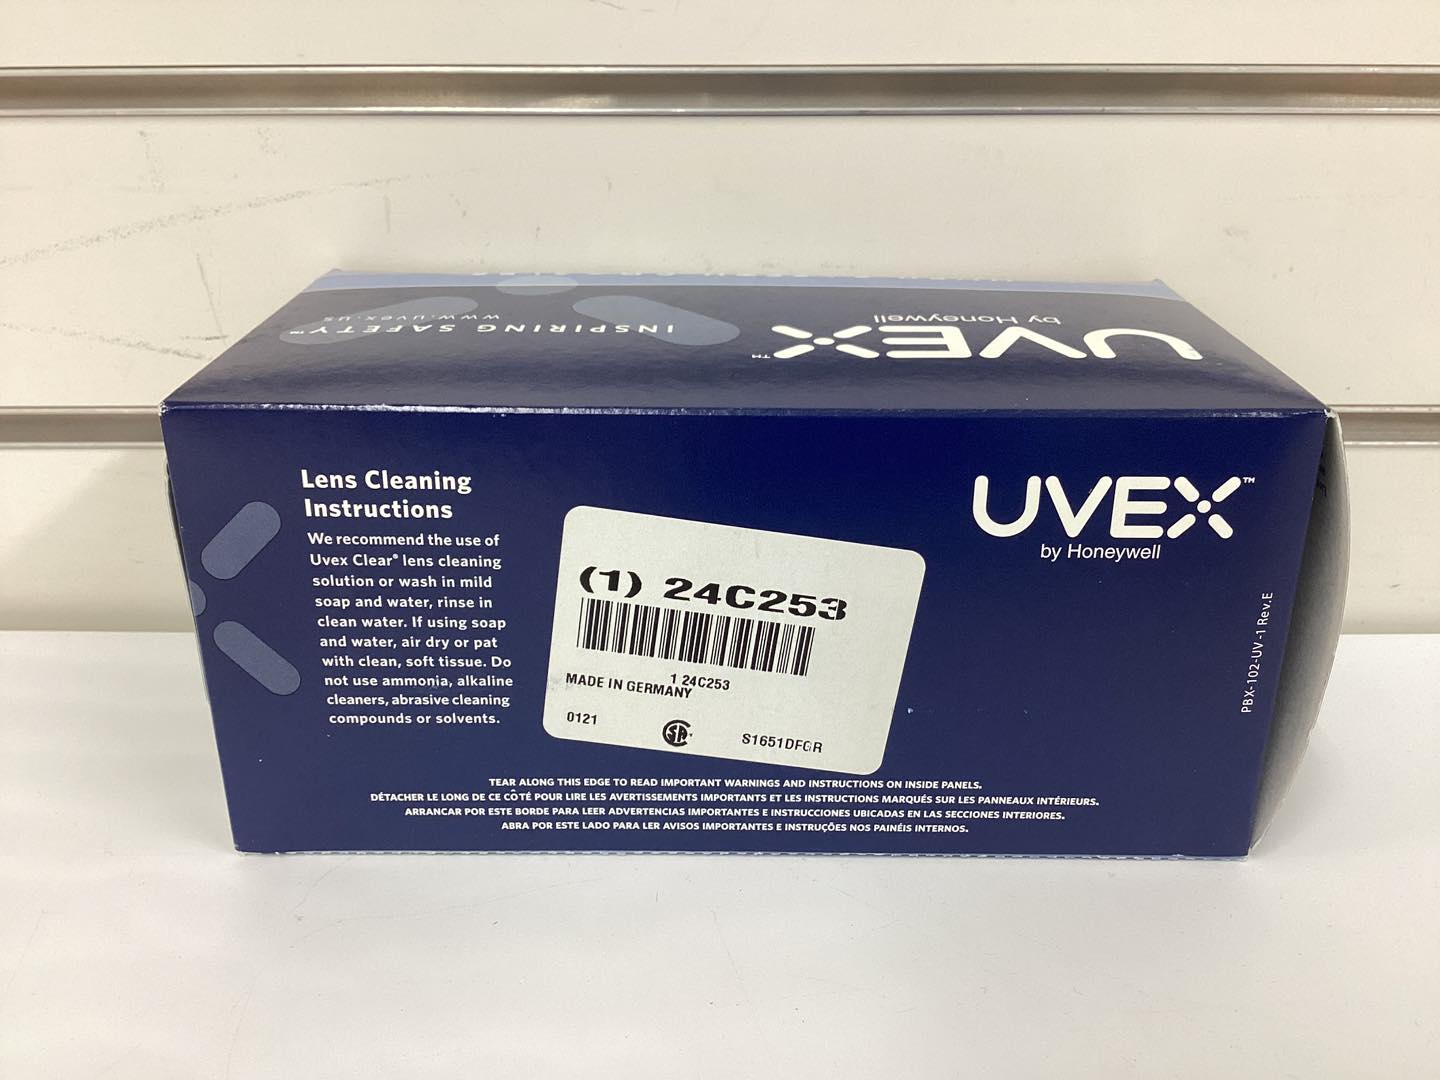 INSPIRING SAFETY™
www.uvex.us
UVEX™
by Honeywell
Lens Cleaning
Instructions
We recommend the use of
Uvex Clear® lens cleaning
solution or wash in mild
soap and water, rinse in
clean water. If using soap
and water, air dry or pat
with clean, soft tissue. Do
not use ammonia, alkaline
cleaners, abrasive cleaning
compounds or solvents.
(1) 24C253
1 24C253
MADE IN GERMANY
0121
SA
S1651DFGR
UVEX™
by Honeywell
PBX-102-UV-1 Rev.E
TEAR ALONG THIS EDGE TO READ IMPORTANT WARNINGS AND INSTRUCTIONS ON INSIDE PANELS.
DÉTACHER LE LONG DE CE CÔTÉ POUR LIRE LES AVERTISSEMENTS IMPORTANTS ET LES INSTRUCTIONS MARQUÉS SUR LES PANNEAUX INTÉRIEURS.
ARRANCAR POR ESTE BORDE PARA LEER ADVERTENCIAS IMPORTANTES E INSTRUCCIONES UBICADAS EN LAS SECCIONES INTERIORES.
ABRA POR ESTE LADO PARA LER AVISOS IMPORTANTES E INSTRUÇÕES NOS PAINÉIS INTERNOS.